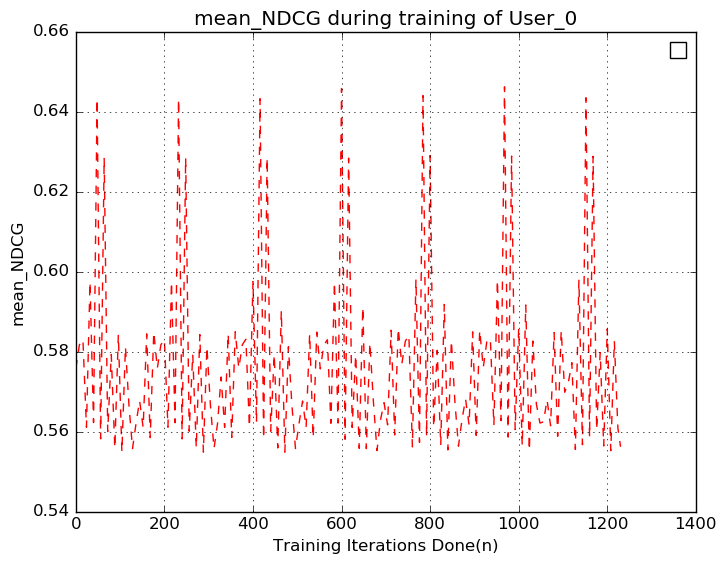 mean_NDCG during training of User_0
0.66
0.64
0.62
0.60
0.58
0.56
0.54
mean_NDCG
0 200 400 600 800 1000 1200 1400
Training Iterations Done(n)